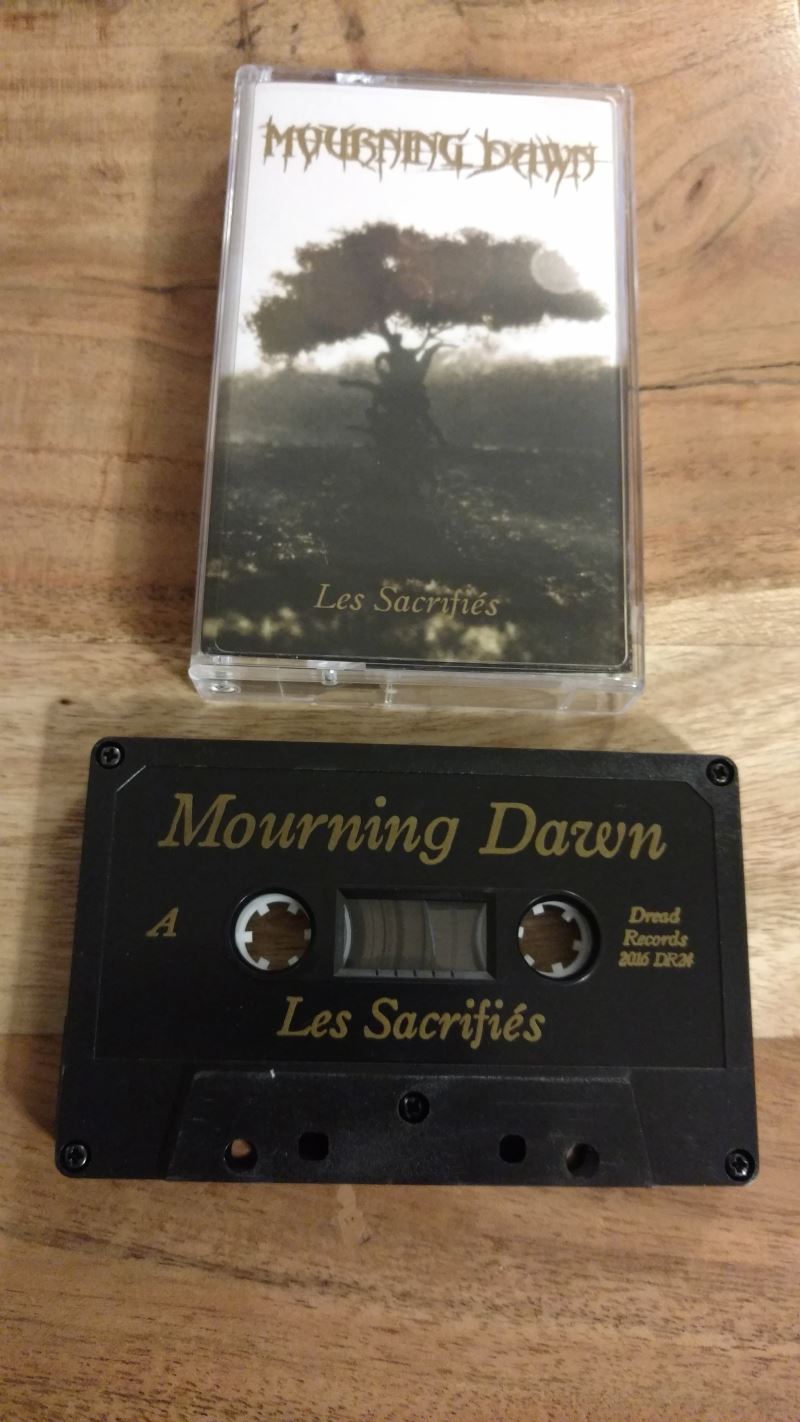 MOURNING DAWN
Les Sacrifiés
Mourning Dawn
A
Dread
Records
2016 DR24
Les Sacrifiés